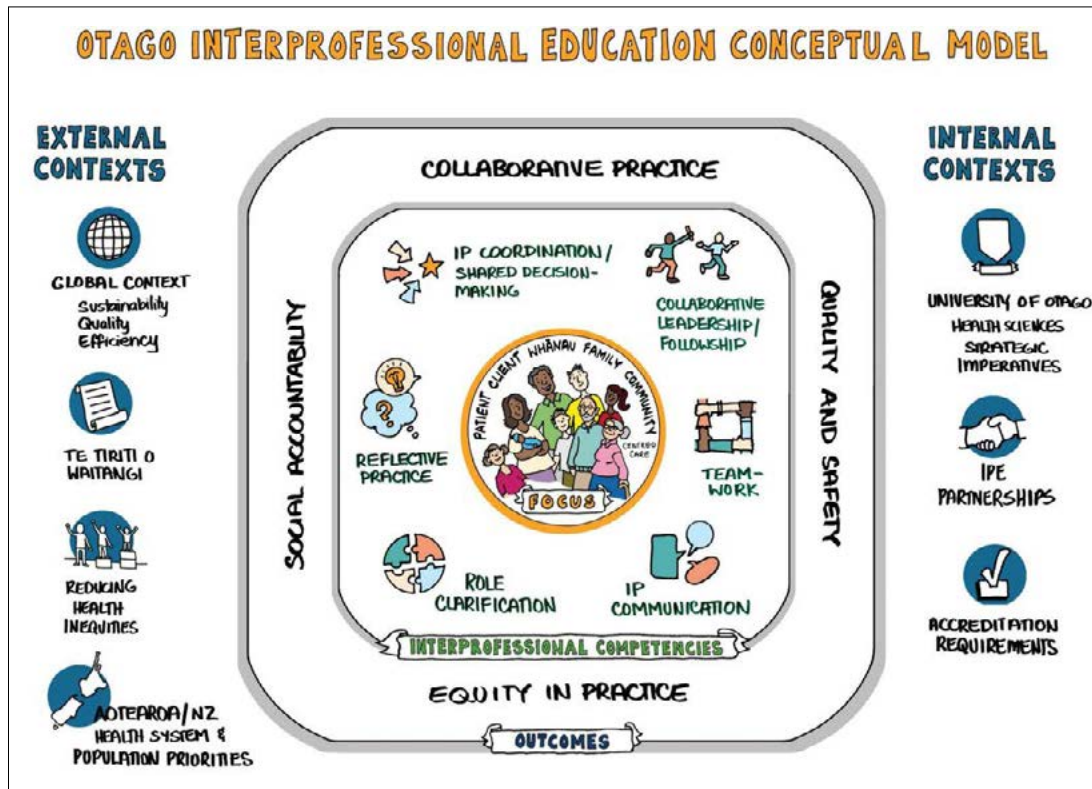 OTAGO INTERPROFESSIONAL EDUCATION CONCEPTUAL MODEL
EXTERNAL
CONTEXTS
GLOBAL CONTEXT
Sustainability
Quality
Efficiency
TE TIRITI O
WAITANGI
REDUCING
HEALTH
INEQUITIES
AOTEAROA/NZ
HEALTH SYSTEM &
POPULATION PRIORITIES
COLLABORATIVE PRACTICE
SOCIAL ACCOUNTABILITY
QUALITY AND SAFETY
EQUITY IN PRACTICE
OUTCOMES
IP COORDINATION/
SHARED DECISION-
MAKING
COLLABORATIVE
LEADERSHIP/
FOLLOWSHIP
REFLECTIVE
PRACTICE
PATIENT CLIENT WHĀNAU FAMILY COMMUNITY
CENTRED
CARE
FOCUS
TEAM-
WORK
ROLE
CLARIFICATION
IP
COMMUNICATION
INTERPROFESSIONAL COMPETENCIES
INTERNAL
CONTEXTS
UNIVERSITY OF OTAGO
HEALTH SCIENCES
STRATEGIC
IMPERATIVES
IPE
PARTNERSHIPS
ACCREDITATION
REQUIREMENTS